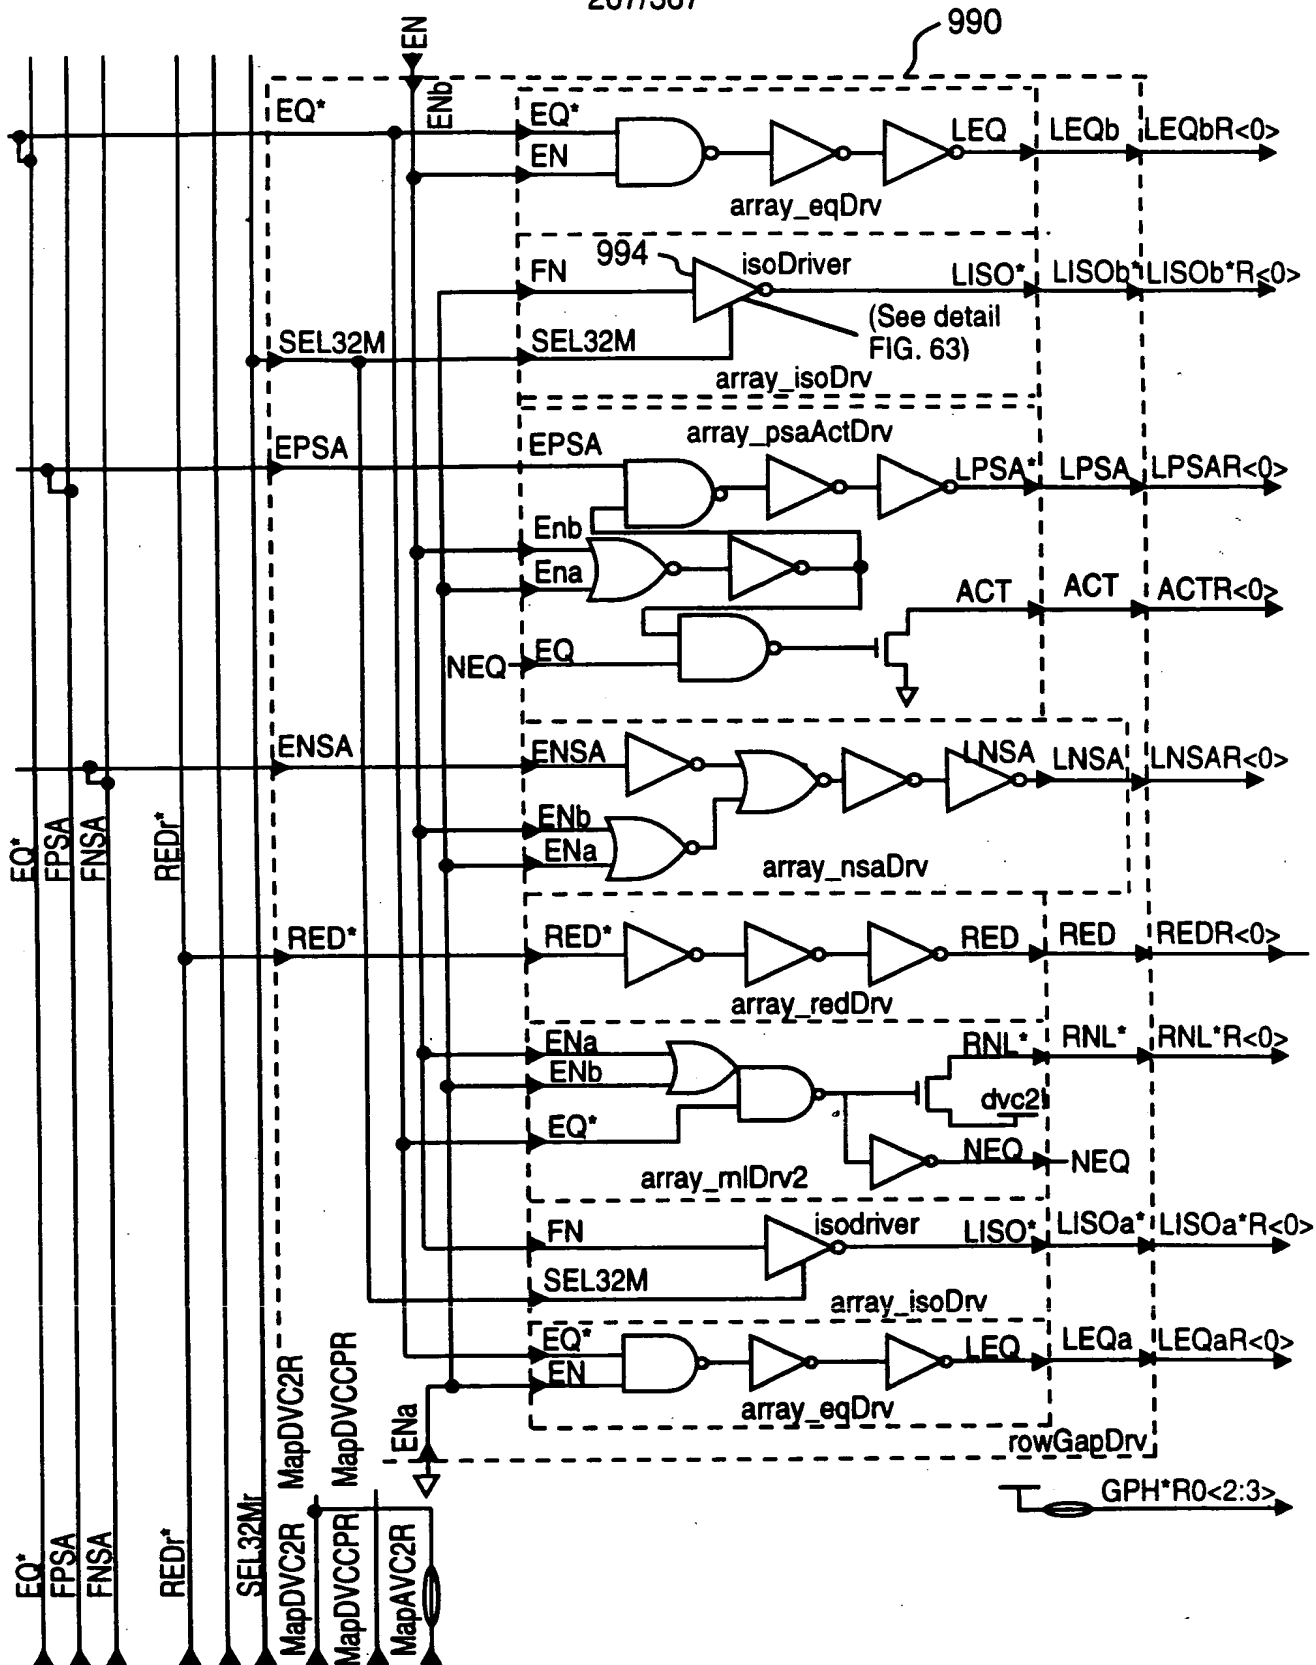 267/367
990
EN
ENb
EQ*
EQ*
EN
LEQ
LEQb
LEQbR<0>
array_eqDrv
994
FN
isoDriver
LISO*
LISOb*
LISOb*R<0>
(See detail
FIG. 63)
SEL32M
SEL32M
array_isoDrv
array_psaActDrv
EPSA
EPSA
LPSA*
LPSA
LPSAR<0>
Enb
Ena
ACT
ACT
ACTR<0>
NEQ
EQ
ENSA
ENSA
LNSA
LNSA
LNSAR<0>
ENb
ENa
array_nsaDrv
EQ*
FPSA
FNSA
REDr*
RED*
RED*
RED
RED
REDR<0>
array_redDrv
ENa
ENb
RNL*
RNL*
RNL*R<0>
dvc2
EQ*
NEQ
NEQ
array_mlDrv2
FN
isodriver
LISO*
LISOa*
LISOa*R<0>
SEL32M
array_isoDrv
EQ*
EN
LEQ
LEQa
LEQaR<0>
array_eqDrv
MapDVC2R
MapDVCCPR
ENa
rowGapDrv
GPH*R0<2:3>
EQ*
FPSA
FNSA
REDr*
SEL32Mr
MapDVC2R
MapDVCCPR
MapAVC2R